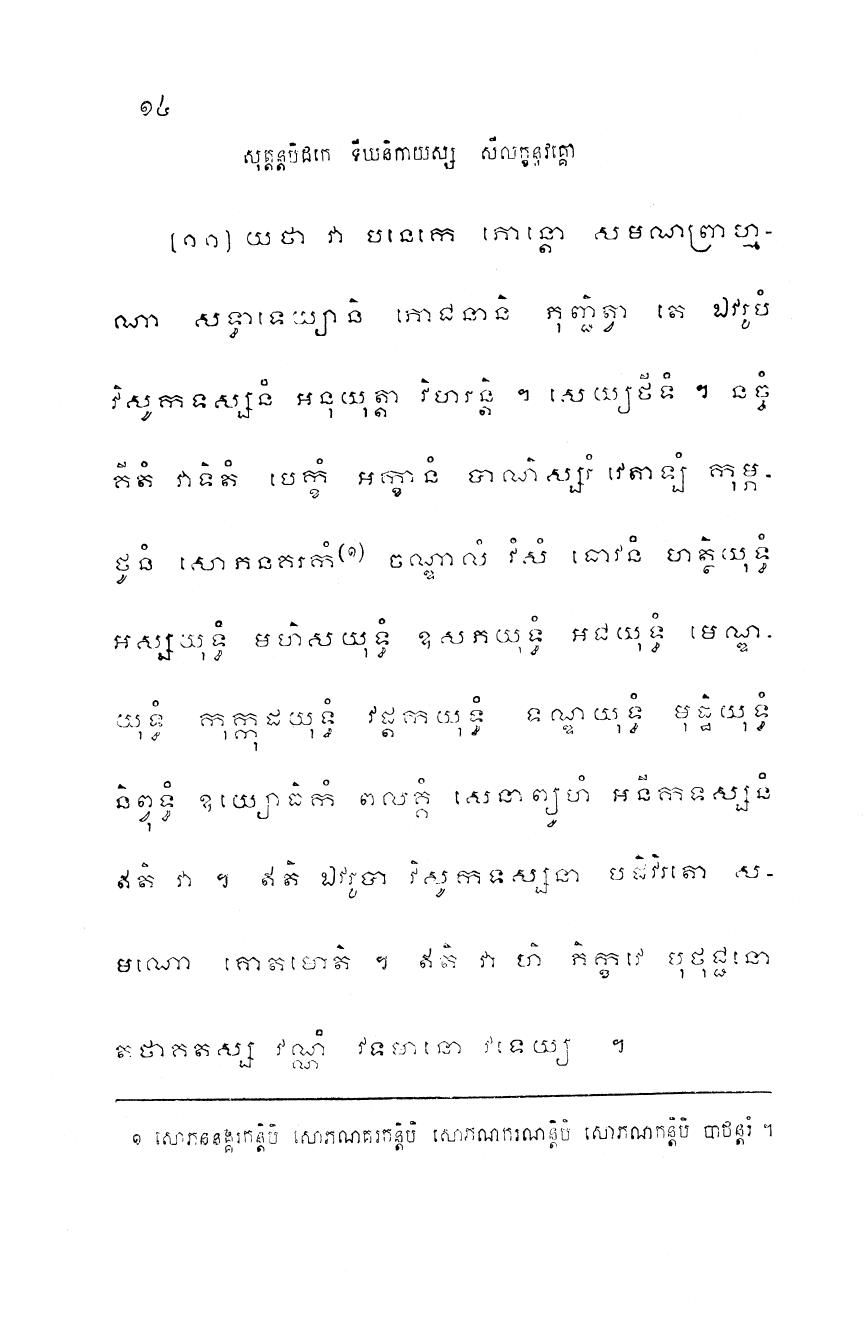 ១៤
សុត្តន្តបិដកេ ទីឃនិកាយស្ស សីលក្ខន្ធវគ្គោ
[១១] យថា វា បនេកេ ភោន្តោ សមណព្រាហ្ម-
ណា សទ្ធាទេយ្យានិ ភោជនានិ ភុញ្ជិត្វា តេ ឯវរូបំ
វិសូកទស្សនំ អនុយុត្តា វិហរន្តិ ។ សេយ្យថីទំ ។ នច្ចំ
គីតំ វាទិតំ បេក្ខំ អក្ខានំ បាណិស្សរំ វេតាឡំ កុម្ភ-
ថូនំ សោភនគរកំ(១) ចណ្ឌាលំ វំសំ ធោវនំ ហត្ថិយុទ្ធំ
អស្សយុទ្ធំ មហិសយុទ្ធំ ឧសភយុទ្ធំ អជយុទ្ធំ មេណ្ឌ-
យុទ្ធំ កុក្កុដយុទ្ធំ វដ្តកយុទ្ធំ ទណ្ឌយុទ្ធំ មុដ្ឋិយុទ្ធំ
និព្វុទ្ធំ ឧយ្យោធិកំ ពលគ្គំ សេនាព្យូហំ អនីកទស្សនំ
ឥតិ វា ។ ឥតិ ឯវរូបា វិសូកទស្សនា បដិវិរតោ ស-
មណោ គោតមោតិ ។ ឥតិ វា ហិ ភិក្ខវេ បុថុជ្ជនោ
តថាគតស្ស វណ្ណំ វទមានោ វទេយ្យ ។
១ សោភននង្គរកន្តិបិ សោភណគរកន្តិបិ សោភណករណន្តិបិ សោភណកន្តិបិ បាឋន្តរំ ។